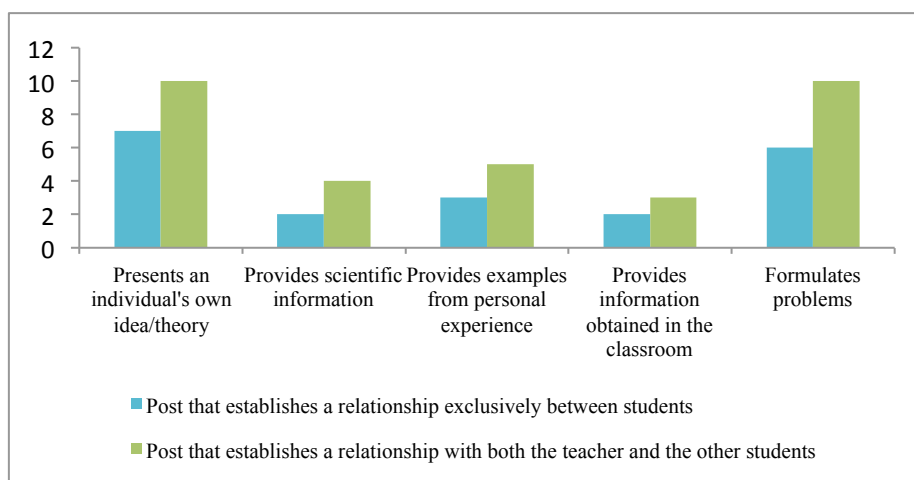 12
10
8
6
4
2
0
Presents an individual's own idea/theory
Provides scientific information
Provides examples from personal experience
Provides information obtained in the classroom
Formulates problems
Post that establishes a relationship exclusively between students
Post that establishes a relationship with both the teacher and the other students